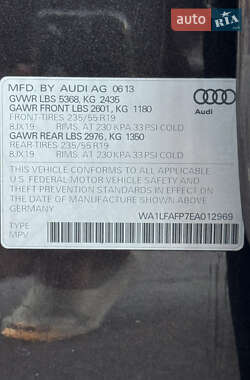 MFD. BY AUDI AG 06 13
GVWR LBS 5368, KG 2435
GAWR FRONT LBS 2601, KG 1180
FRONT-TIRES 235/55 R19
8JX19 RIMS, AT 230 KPA 33 PSI COLD
GAWR REAR LBS 2976, KG 1350
REAR-TIRES 235/55 R19
8JX19 RIMS, AT 230 KPA 33 PSI COLD
Audi
THIS VEHICLE CONFORMS TO ALL APPLICABLE
U.S. FEDERAL MOTOR VEHICLE SAFETY AND
THEFT PREVENTION STANDARDS IN EFFECT ON
THE DATE OF MANUFACTURE SHOWN ABOVE.
GERMANY
WA1LFAFP7EA012969
TYPE
MPV